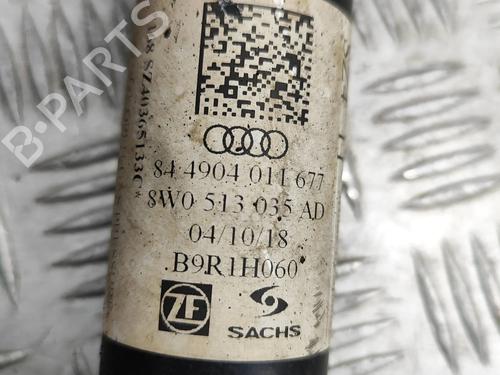 B-PARTS
84 4904 011 677
8W0 513 035 AD
04/10/18
B9R1H060
ZF
SACHS